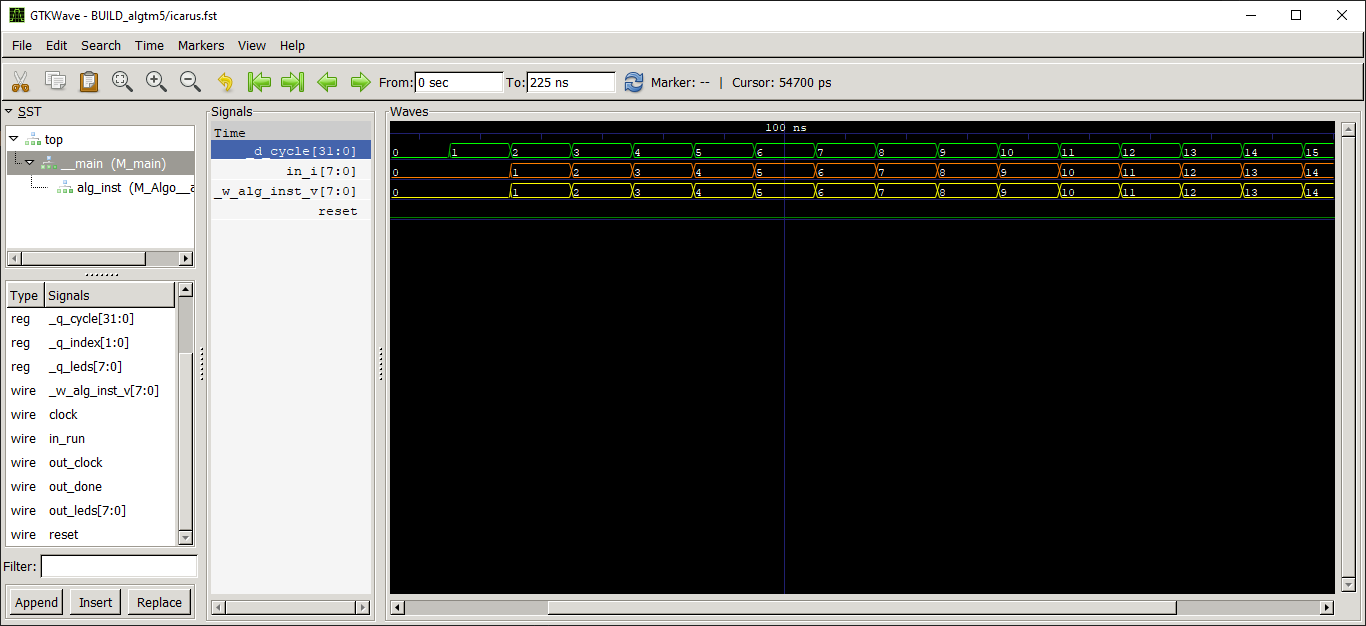 GTKWave - BUILD_algtm5/icarus.fst
File Edit Search Time Markers View Help
From: 0 sec To: 225 ns Marker: -- | Cursor: 54700 ps
SST
top
__main (M_main)
alg_inst (M_Algo__a
Type Signals
reg _q_cycle[31:0]
reg _q_index[1:0]
reg _q_leds[7:0]
wire _w_alg_inst_v[7:0]
wire clock
wire in_run
wire out_clock
wire out_done
wire out_leds[7:0]
wire reset
Filter:
Append Insert Replace
Signals
Time
_d_cycle[31:0]
in_i[7:0]
_w_alg_inst_v[7:0]
reset
Waves
100 ns
0 1 2 3 4 5 6 7 8 9 10 11 12 13 14 15
0 1 2 3 4 5 6 7 8 9 10 11 12 13 14
0 1 2 3 4 5 6 7 8 9 10 11 12 13 14